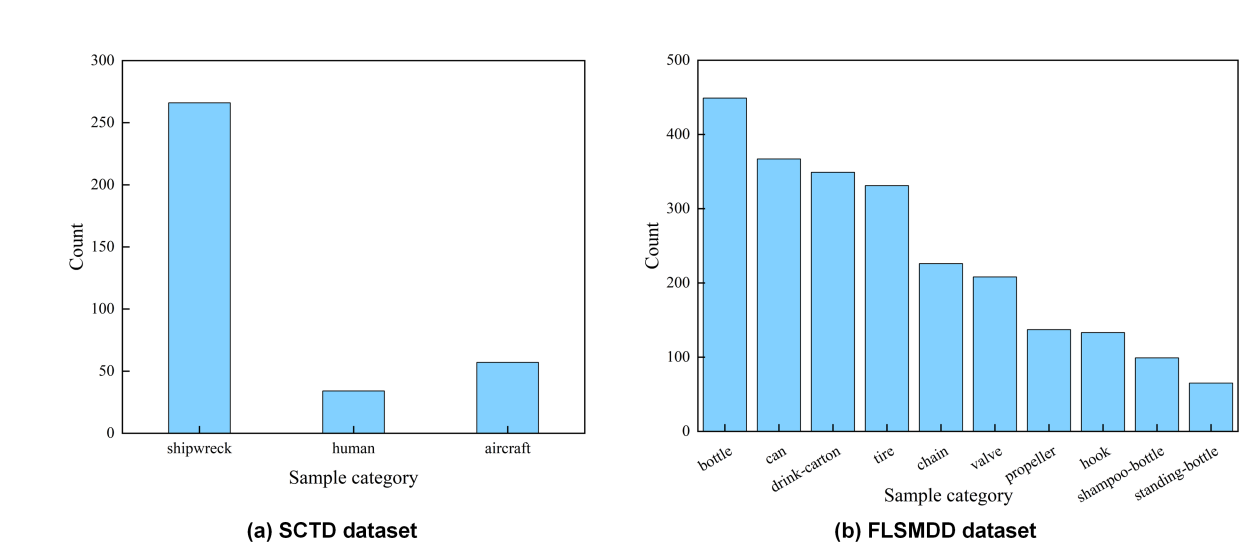 300
250
200
150
100
50
0
Count
shipwreck human aircraft
Sample category
(a) SCTD dataset
500
400
300
200
100
0
Count
bottle can drink-carton tire chain valve propeller hook shampoo-bottle standing-bottle
Sample category
(b) FLSMDD dataset